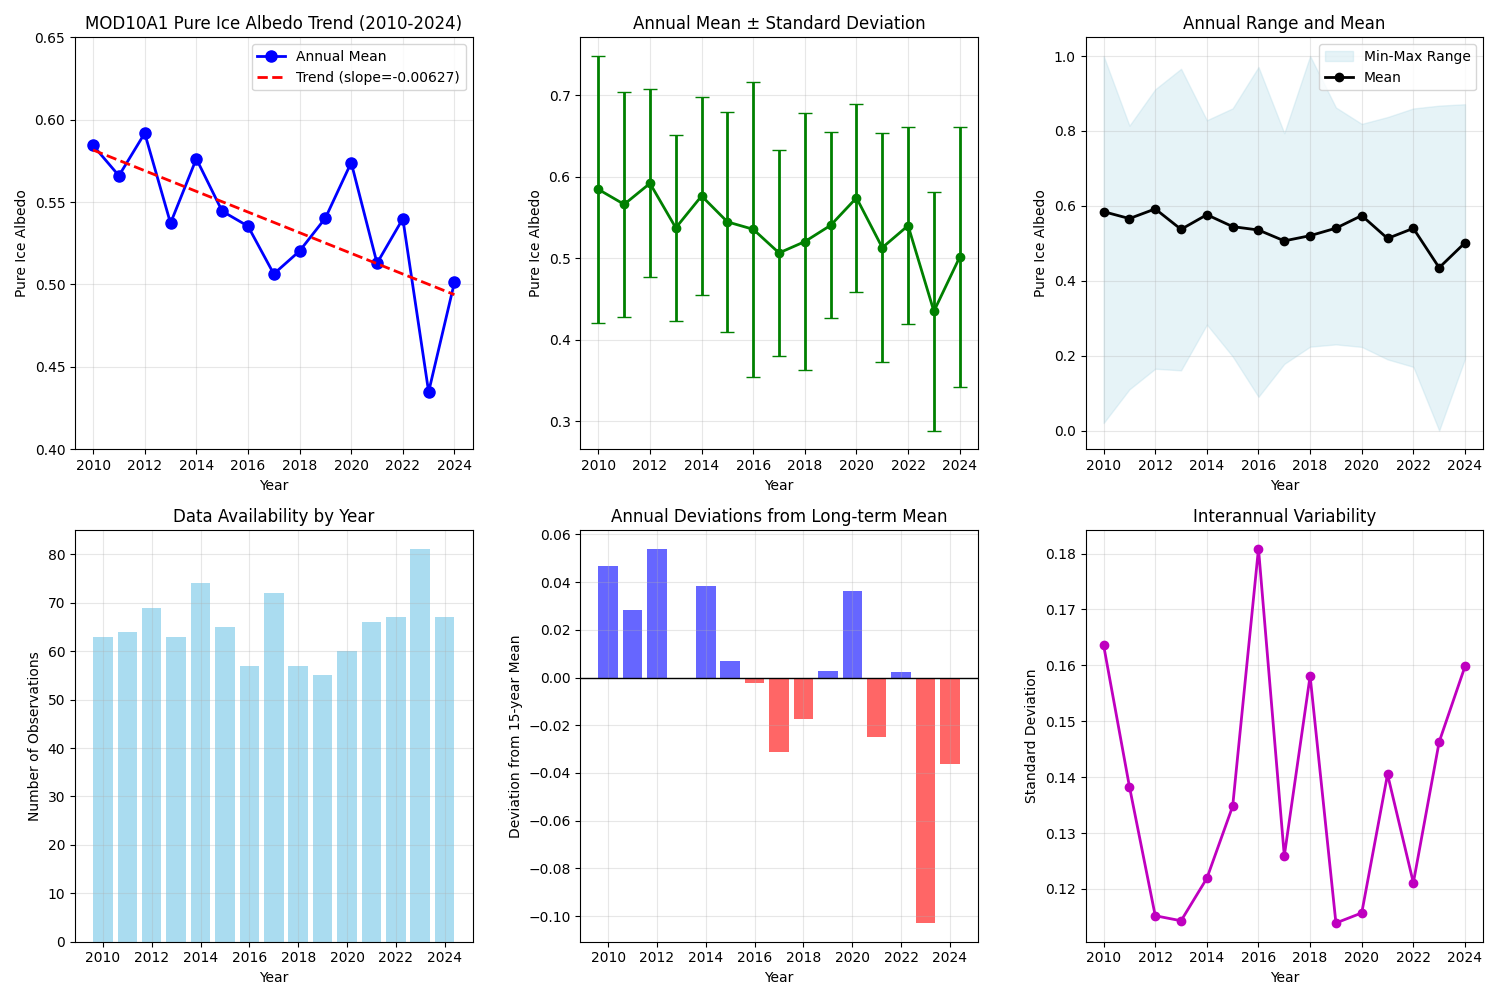 MOD10A1 Pure Ice Albedo Trend (2010-2024)
Annual Mean
Trend (slope=-0.00627)
Pure Ice Albedo
0.65
0.60
0.55
0.50
0.45
0.40
2010 2012 2014 2016 2018 2020 2022 2024
Year
Annual Mean ± Standard Deviation
Pure Ice Albedo
0.7
0.6
0.5
0.4
0.3
2010 2012 2014 2016 2018 2020 2022 2024
Year
Annual Range and Mean
Min-Max Range
Mean
Pure Ice Albedo
1.0
0.8
0.6
0.4
0.2
0.0
2010 2012 2014 2016 2018 2020 2022 2024
Year
Data Availability by Year
Number of Observations
80
70
60
50
40
30
20
10
0
2010 2012 2014 2016 2018 2020 2022 2024
Year
Annual Deviations from Long-term Mean
Deviation from 15-year Mean
0.06
0.04
0.02
0.00
−0.02
−0.04
−0.06
−0.08
−0.10
2010 2012 2014 2016 2018 2020 2022 2024
Year
Interannual Variability
Standard Deviation
0.18
0.17
0.16
0.15
0.14
0.13
0.12
2010 2012 2014 2016 2018 2020 2022 2024
Year